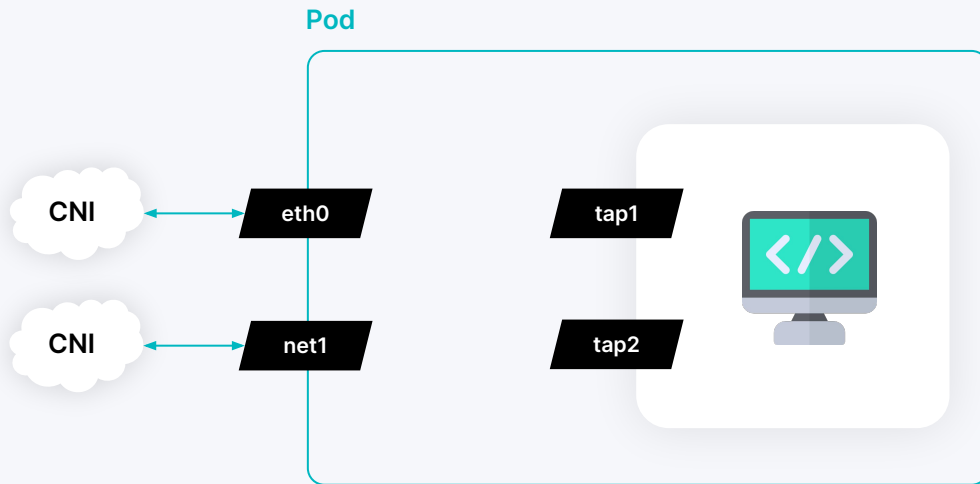 Pod
CNI
eth0
tap1
CNI
net1
tap2